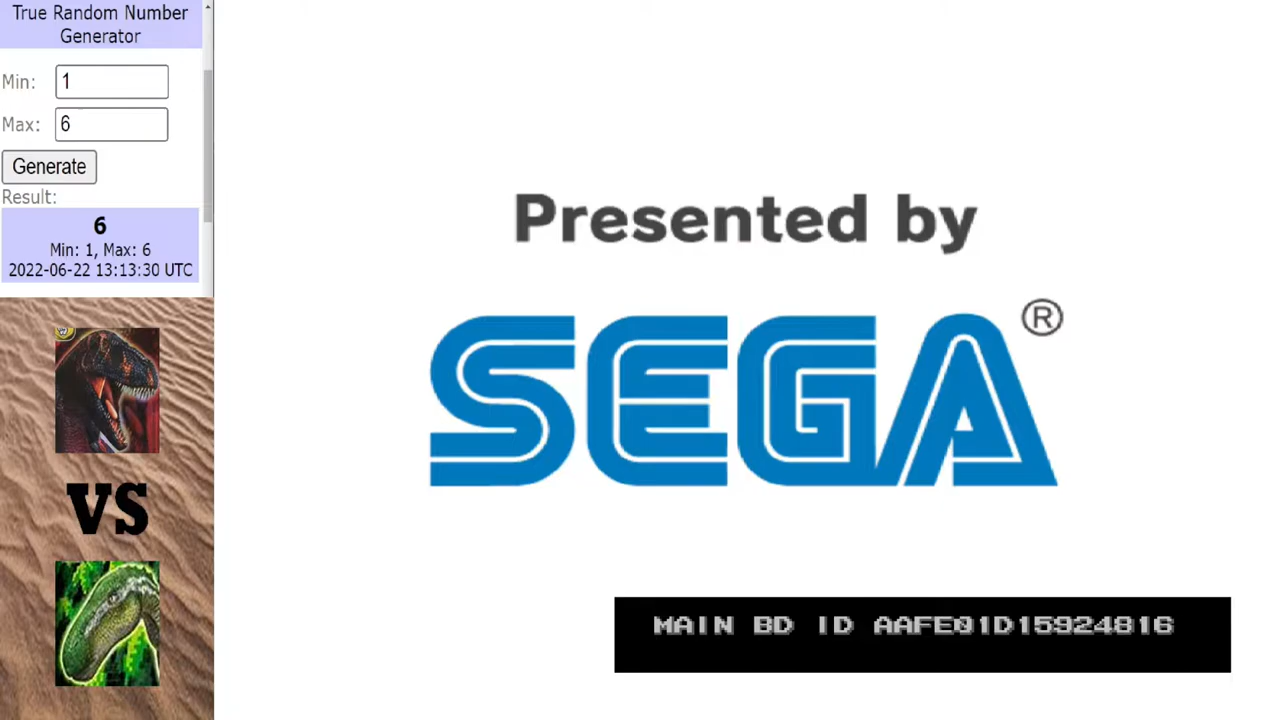 True Random Number
Generator
Min: 1
Max: 6
Generate
Result:
6
Min: 1, Max: 6
2022-06-22 13:13:30 UTC
VS
Presented by
SEGA®
MAIN BD ID AAFE01D15924816